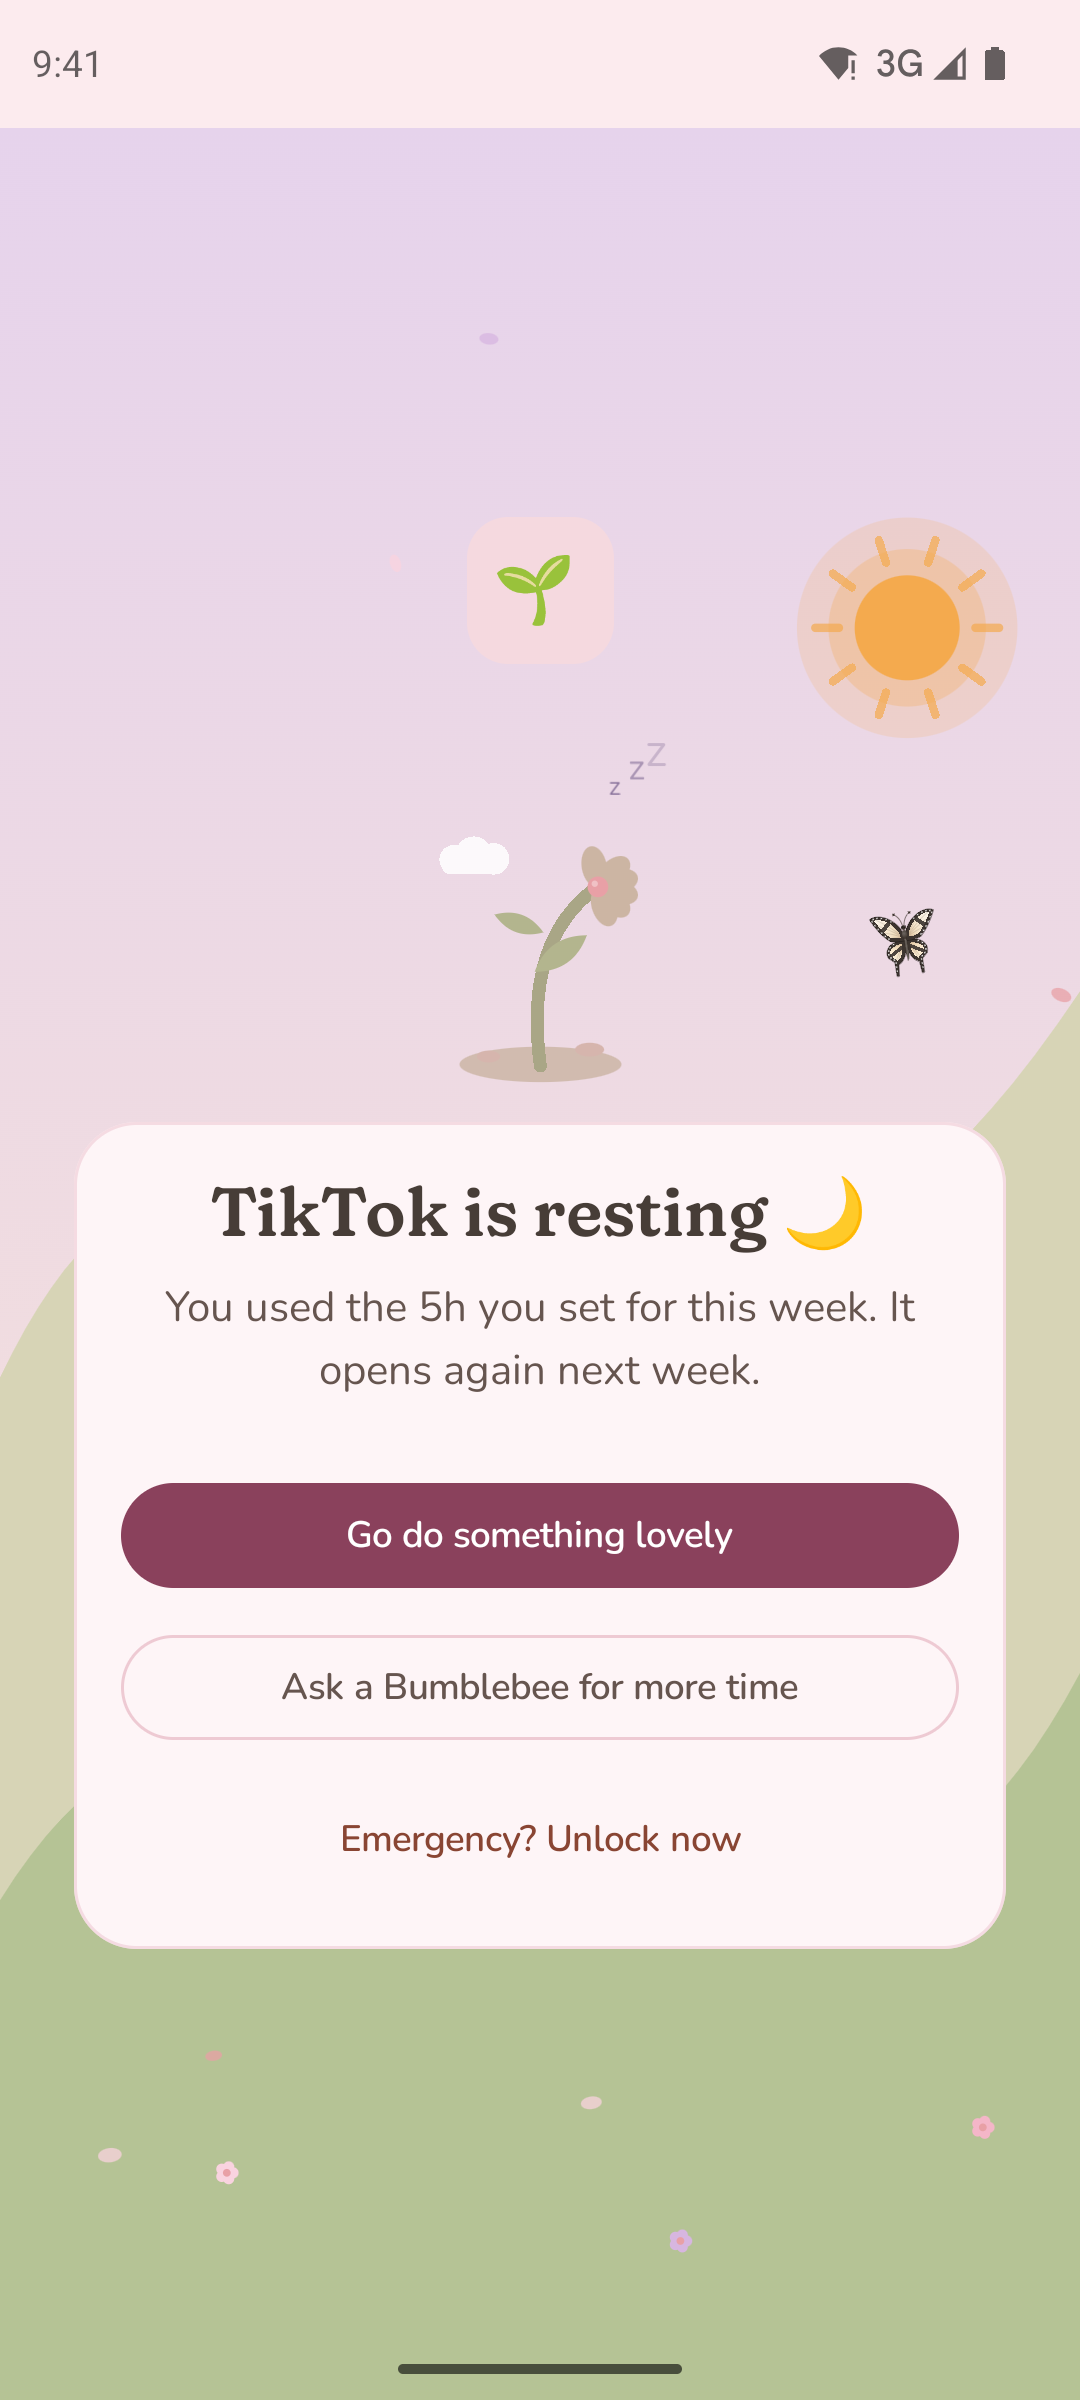 9:41
3G
z z Z
TikTok is resting 🌙
You used the 5h you set for this week. It
opens again next week.
Go do something lovely
Ask a Bumblebee for more time
Emergency? Unlock now